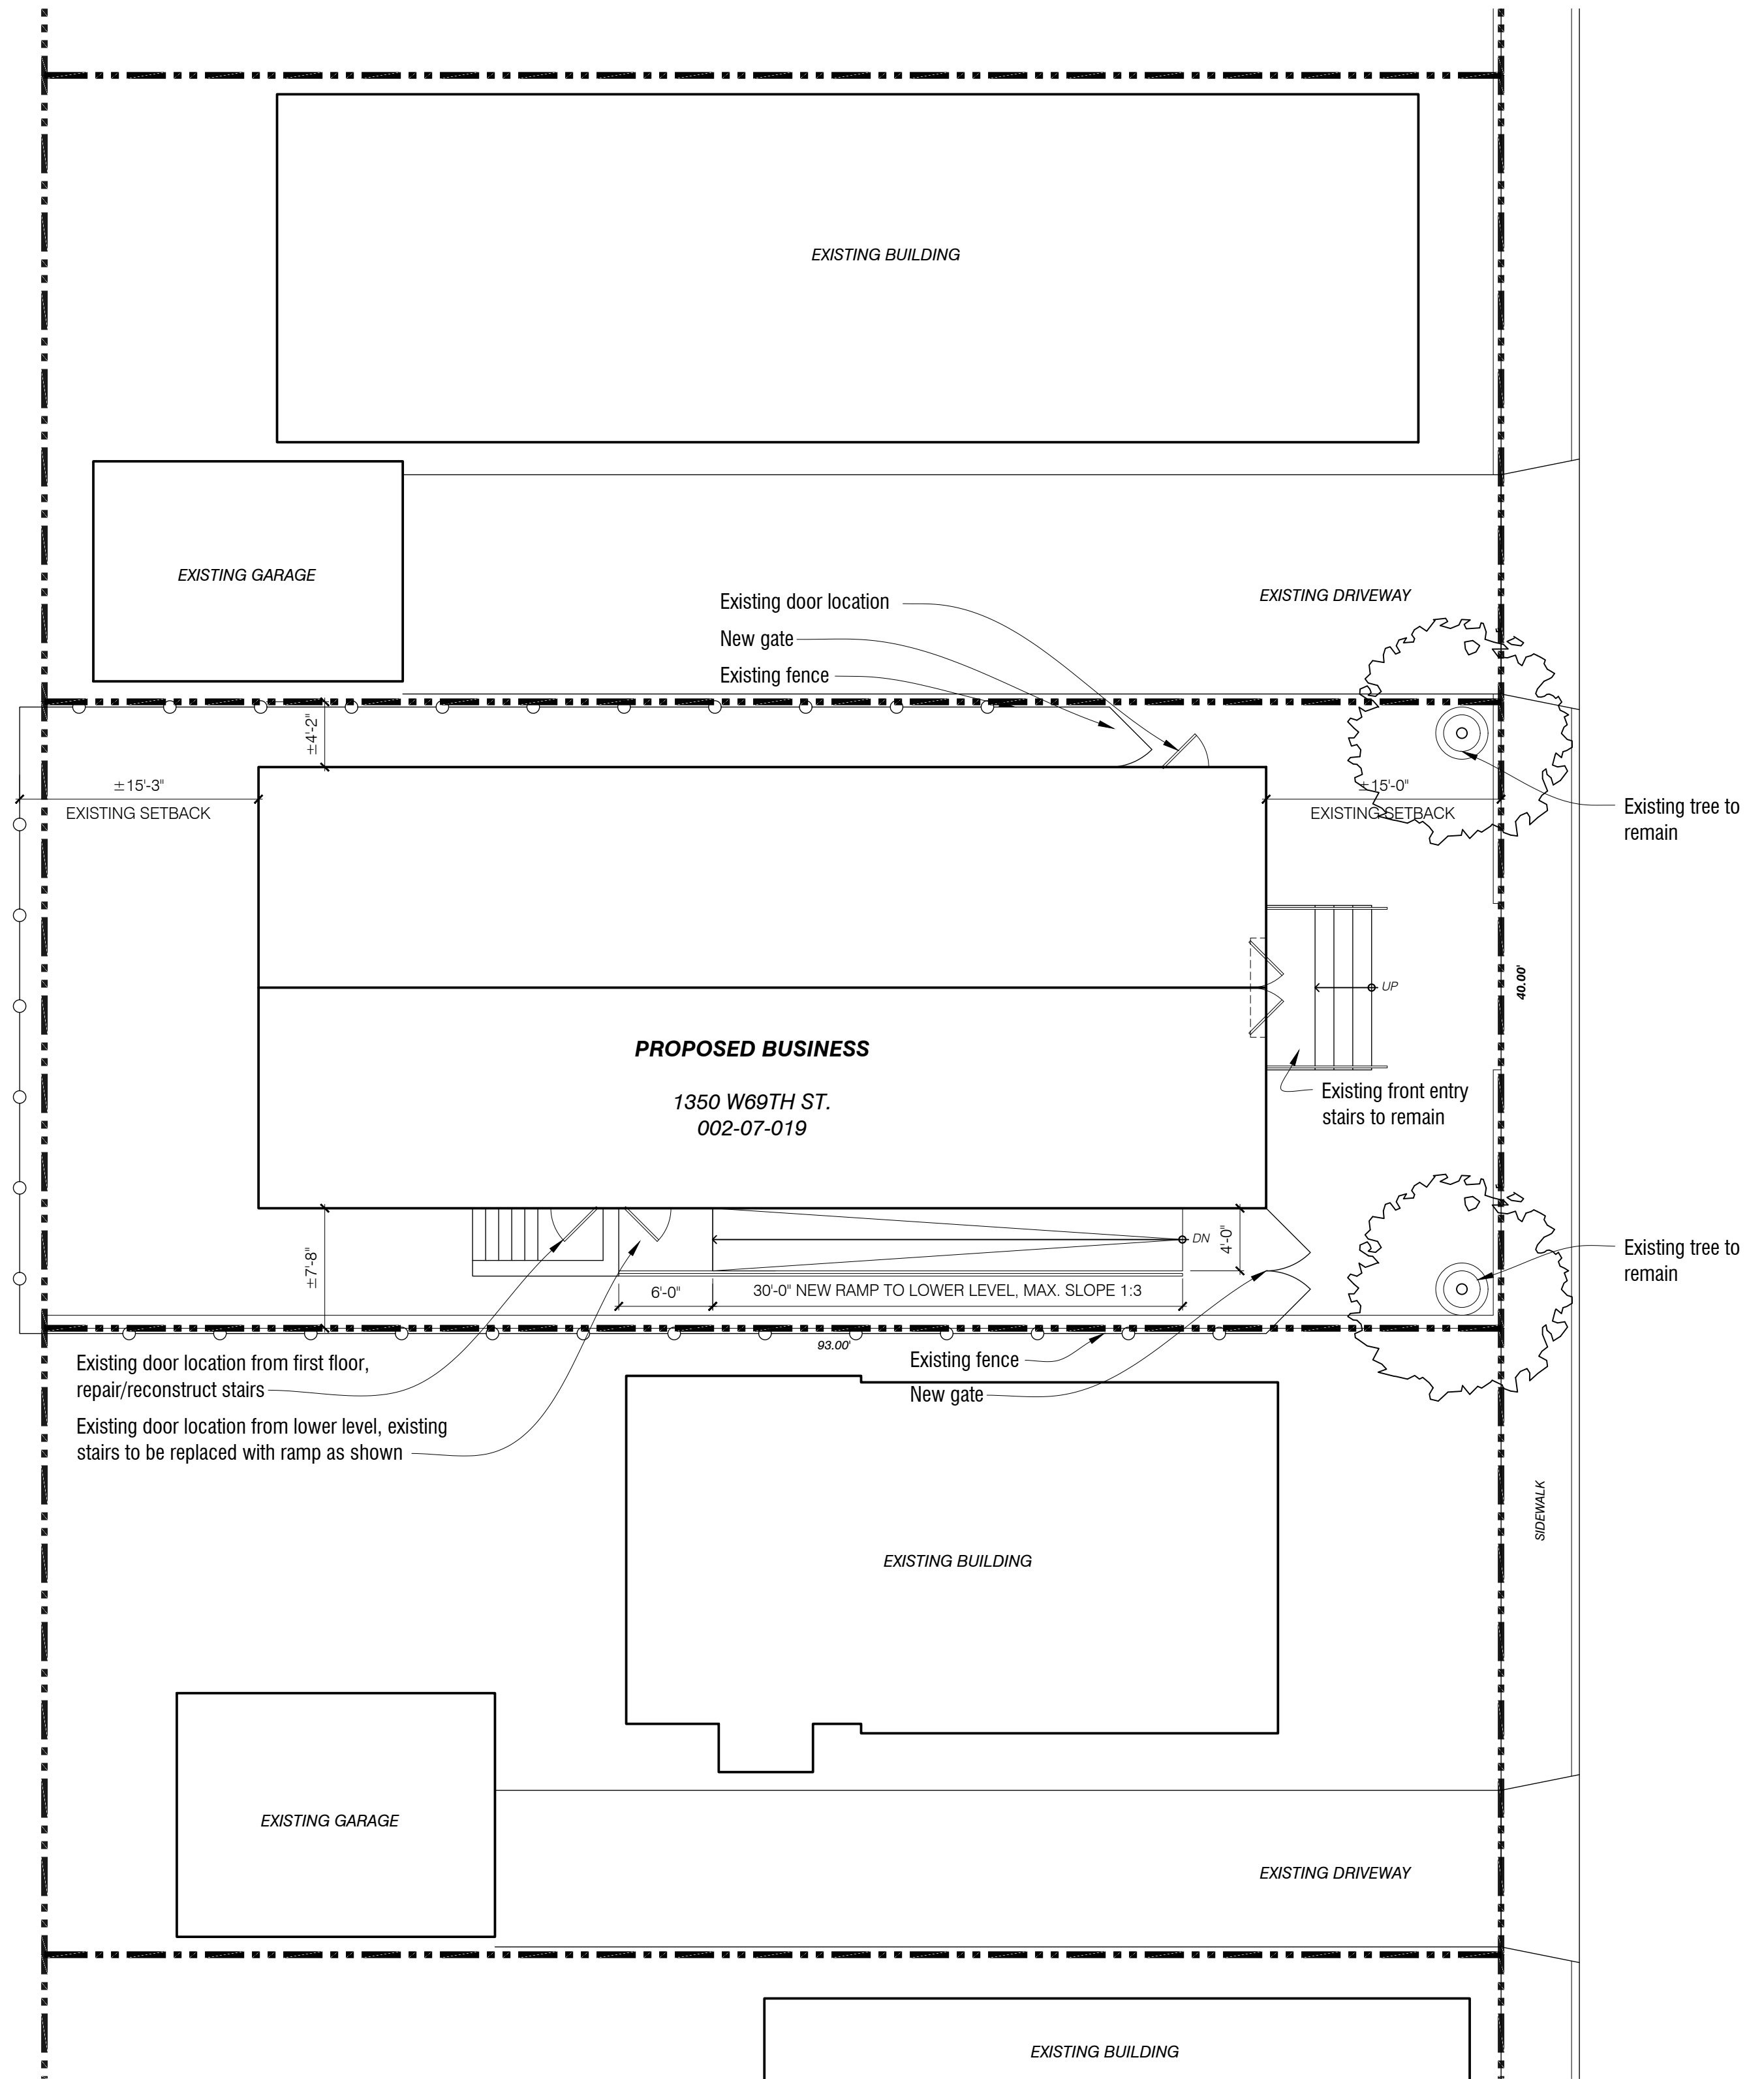 EXISTING BUILDING
EXISTING GARAGE
EXISTING DRIVEWAY
Existing door location
New gate
Existing fence
±4'-2"
±15'-3"
EXISTING SETBACK
±15'-0"
EXISTING SETBACK
Existing tree to
remain
40.00'
UP
PROPOSED BUSINESS
1350 W69TH ST.
002-07-019
Existing front entry
stairs to remain
±7'-8"
DN
4'-0"
6'-0"
30'-0" NEW RAMP TO LOWER LEVEL, MAX. SLOPE 1:3
Existing tree to
remain
93.00'
Existing door location from first floor,
repair/reconstruct stairs
Existing fence
New gate
Existing door location from lower level, existing
stairs to be replaced with ramp as shown
SIDEWALK
EXISTING BUILDING
EXISTING GARAGE
EXISTING DRIVEWAY
EXISTING BUILDING